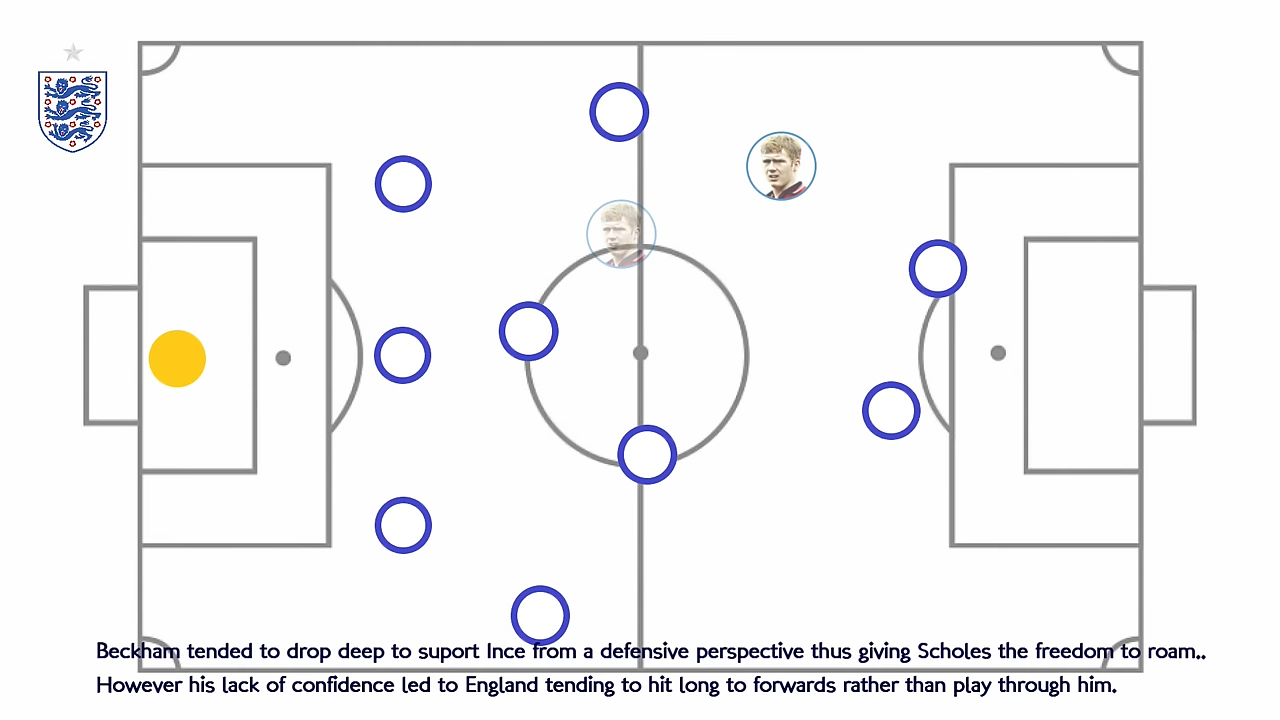 Beckham tended to drop deep to suport Ince from a defensive perspective thus giving Scholes the freedom to roam..
However his lack of confidence led to England tending to hit long to forwards rather than play through him.